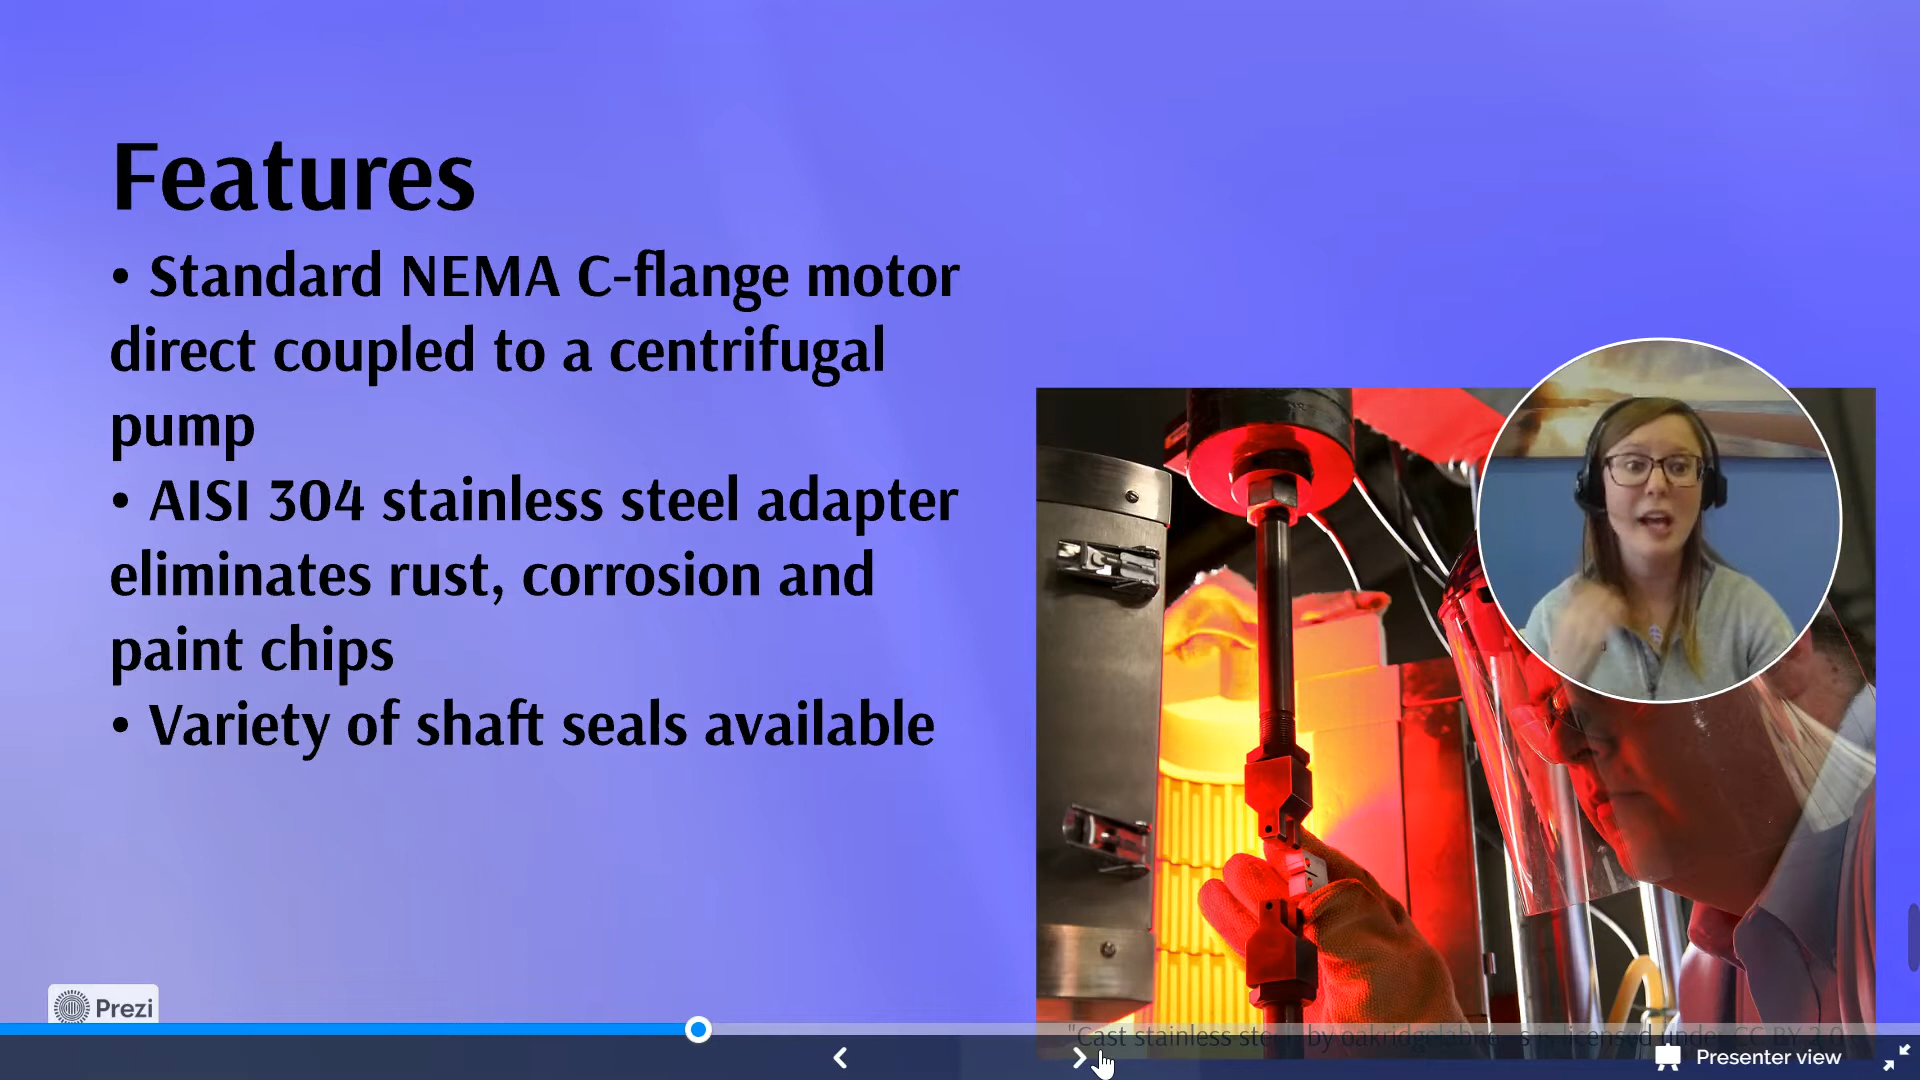 Features
• Standard NEMA C-flange motor
direct coupled to a centrifugal
pump
• AISI 304 stainless steel adapter
eliminates rust, corrosion and
paint chips
• Variety of shaft seals available
Prezi
"Cast stainless steel by oakridgelabnews is licensed under CC BY 2.0
Presenter view